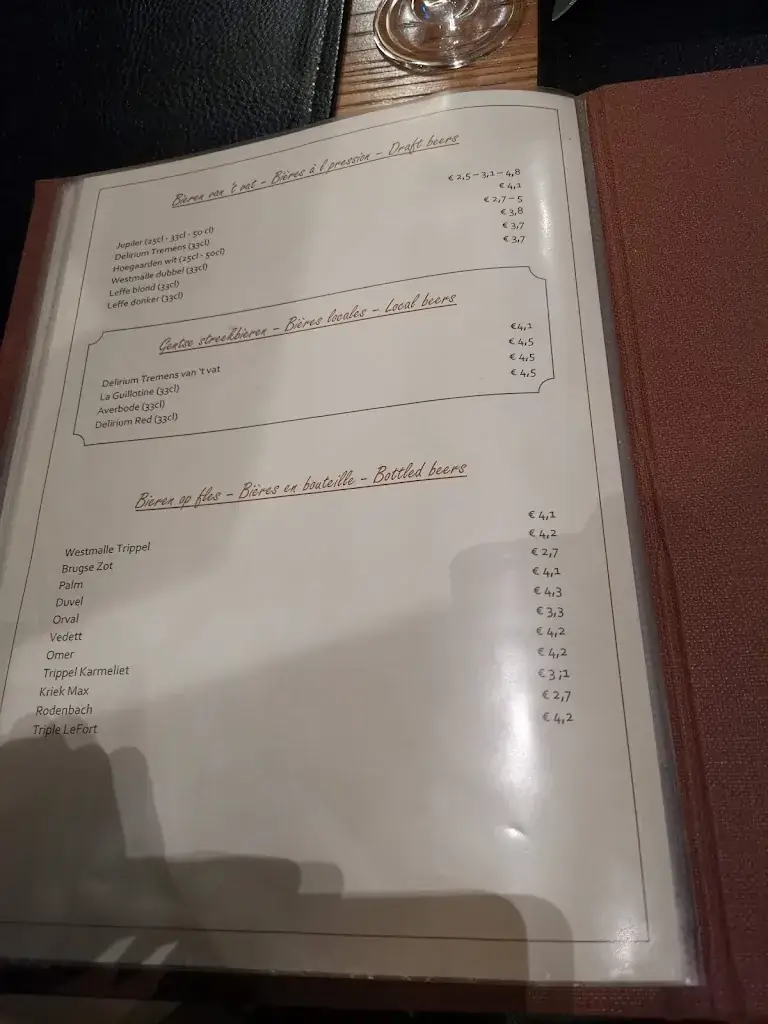 Bieren van 't vat - Bières à l pression - Draft beers
Jupiler (25cl - 33cl - 50 cl) € 2,5 – 3,1 – 4,8
Delirium Tremens (33cl) € 4,1
Hoegaarden wit (25cl - 50cl) € 2,7 – 5
Westmalle dubbel (33cl) € 3,8
Leffe blond (33cl) € 3,7
Leffe donker (33cl) € 3,7
Gentse streekbieren - Bières locales - Local beers
Delirium Tremens van 't vat €4,1
La Guillotine (33cl) € 4,5
Averbode (33cl) € 4,5
Delirium Red (33cl) € 4,5
Bieren op fles - Bières en bouteille - Bottled beers
Westmalle Trippel € 4,1
Brugse Zot € 4,2
Palm € 2,7
Duvel € 4,1
Orval € 4,3
Vedett € 3,3
Omer € 4,2
Trippel Karmeliet € 4,2
Kriek Max € 3;1
Rodenbach € 2,7
Triple LeFort € 4,2